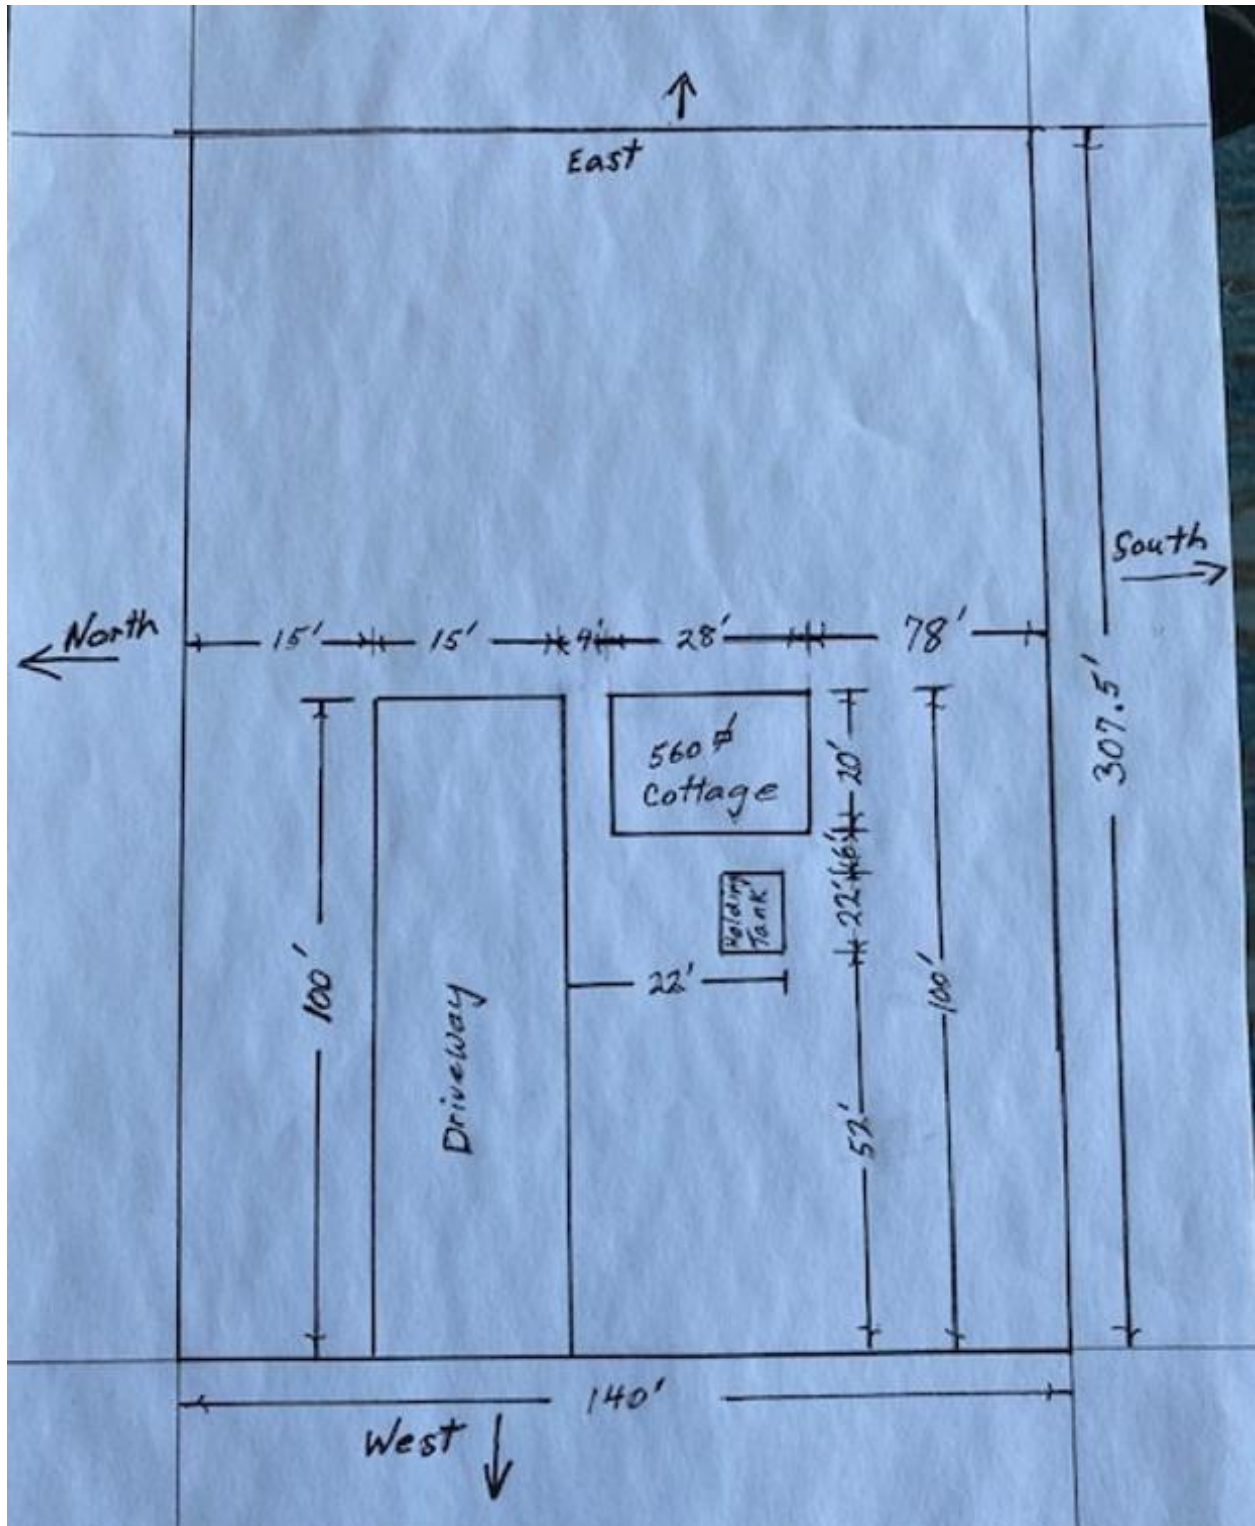 East
South
North
15' 15' 9' 28' 78'
307.5'
560 ⏍
Cottage
20'
6'
22'
Holding
Tank
22'
100'
100'
Driveway
52'
140'
West